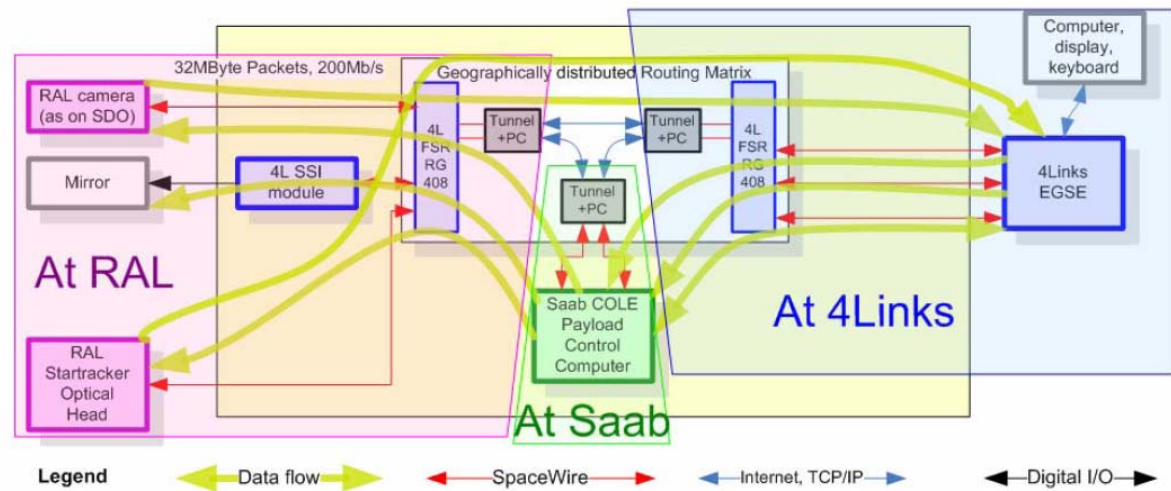 32MByte Packets, 200Mb/s
Geographically distributed Routing Matrix
Computer,
display,
keyboard
RAL camera
(as on SDO)
Mirror
4L SSI
module
4L
FSR
RG
408
Tunnel
+PC
Tunnel
+PC
4L
FSR
RG
408
Tunnel
+PC
4Links
EGSE
At RAL
Saab COLE
Payload
Control
Computer
At 4Links
RAL
Startracker
Optical
Head
At Saab
Legend
Data flow
SpaceWire
Internet, TCP/IP
Digital I/O